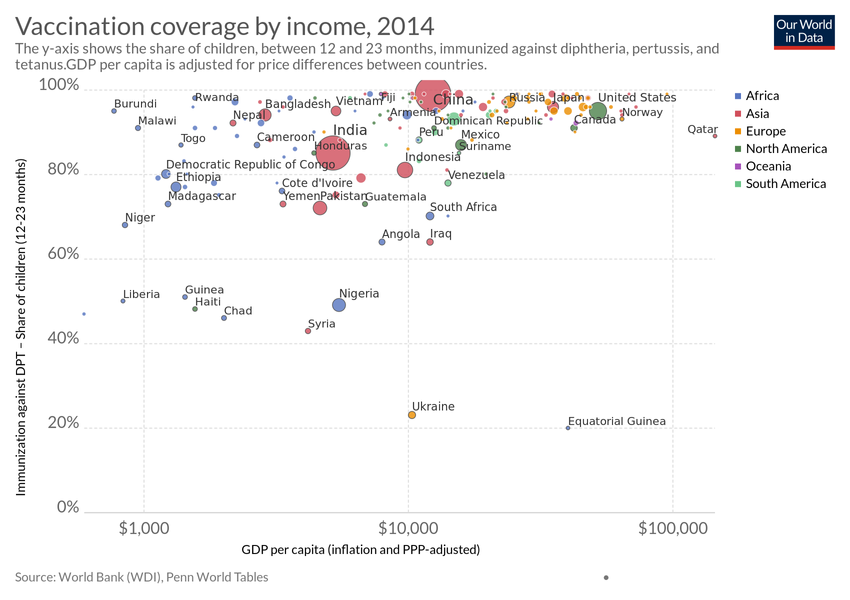 Vaccination coverage by income, 2014
Our World
in Data
The y-axis shows the share of children, between 12 and 23 months, immunized against diphtheria, pertussis, and
tetanus.GDP per capita is adjusted for price differences between countries.
100%
80%
60%
40%
20%
0%
Immunization against DPT – Share of children (12-23 months)
Burundi
Rwanda
Malawi
Nepal
Bangladesh
Vietnam
Fiji
China
Armenia
Russia
Japan
United States
Norway
Canada
Qatar
Togo
Cameroon
India
Honduras
Peru
Dominican Republic
Mexico
Suriname
Indonesia
Venezuela
Democratic Republic of Congo
Ethiopia
Madagascar
Cote d'Ivoire
Yemen
Pakistan
Guatemala
South Africa
Niger
Angola
Iraq
Liberia
Guinea
Haiti
Chad
Nigeria
Syria
Ukraine
Equatorial Guinea
$1,000
$10,000
$100,000
GDP per capita (inflation and PPP-adjusted)
Africa
Asia
Europe
North America
Oceania
South America
Source: World Bank (WDI), Penn World Tables